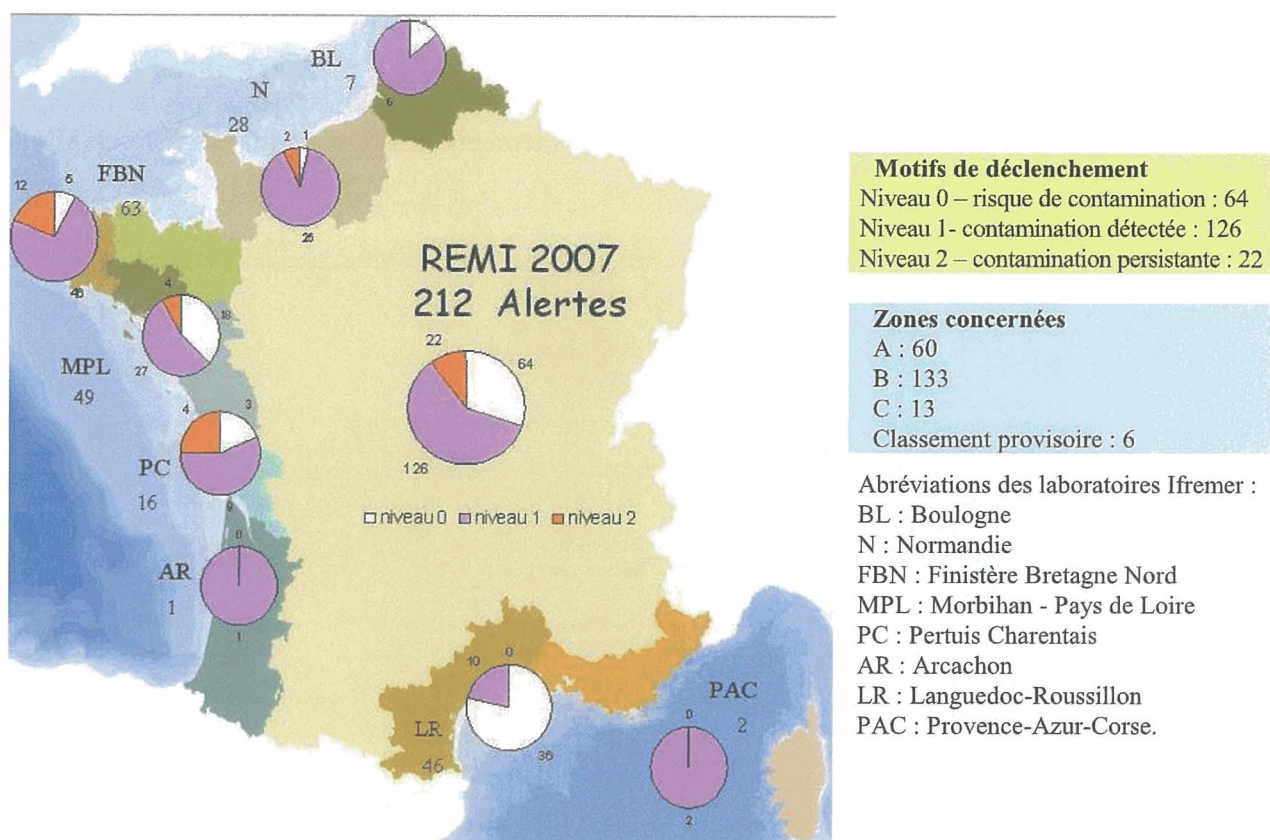 BL
7
6
N
28
2 1
25
FBN
63
12
5
46
4
18
27
MPL
49
4
3
9
PC
16
AR
1
0
1
REMI 2007
212 Alertes
22
64
126
niveau 0 niveau 1 niveau 2
10
0
36
LR
46
PAC
2
0
2
Motifs de déclenchement
Niveau 0 – risque de contamination : 64
Niveau 1- contamination détectée : 126
Niveau 2 – contamination persistante : 22
Zones concernées
A : 60
B : 133
C : 13
Classement provisoire : 6
Abréviations des laboratoires Ifremer :
BL : Boulogne
N : Normandie
FBN : Finistère Bretagne Nord
MPL : Morbihan - Pays de Loire
PC : Pertuis Charentais
AR : Arcachon
LR : Languedoc-Roussillon
PAC : Provence-Azur-Corse.